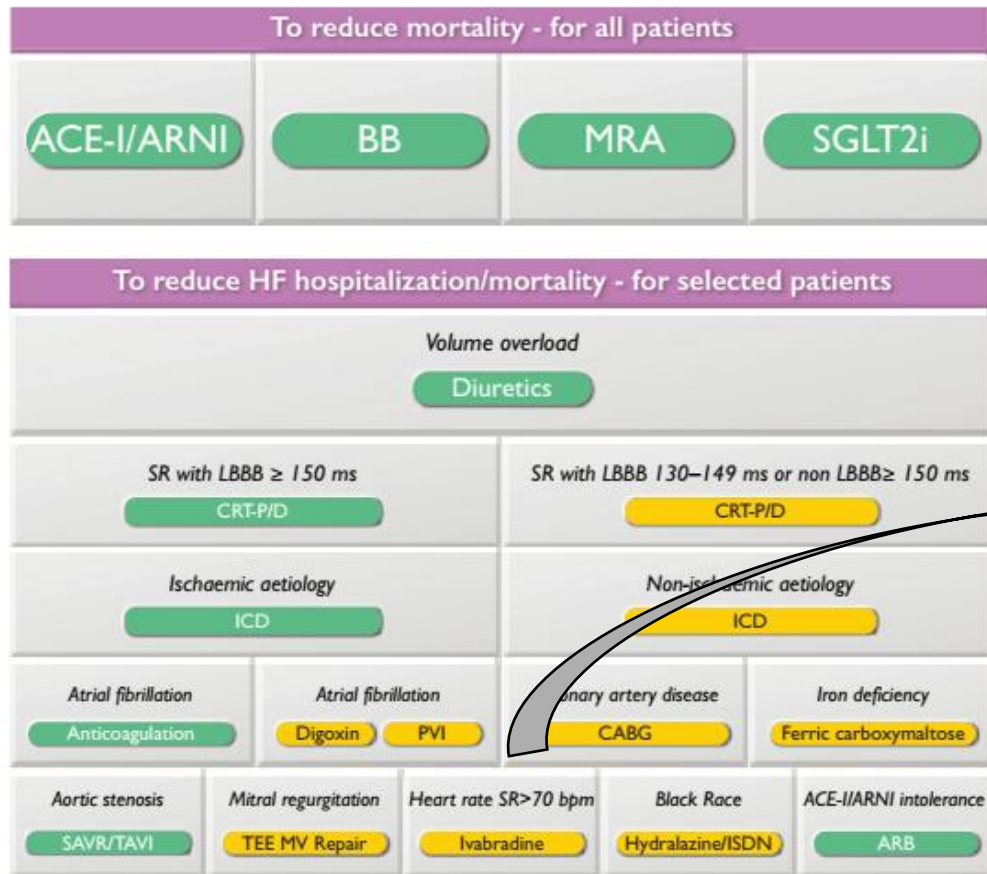 To reduce mortality - for all patients
ACE-I/ARNI BB MRA SGLT2i
To reduce HF hospitalization/mortality - for selected patients
Volume overload
Diuretics
SR with LBBB ≥ 150 ms SR with LBBB 130–149 ms or non LBBB≥ 150 ms
CRT-P/D CRT-P/D
Ischaemic aetiology aetiology
ICD ICD
Atrial fibrillation Atrial fibrillation artery disease Iron deficiency
Anticoagulation Digoxin PVI CABG Ferric carboxymaltose
Aortic stenosis Mitral regurgitation Heart rate SR>70 bpm Black Race ACE-I/ARNI intolerance
SAVR/TAVI TEE MV Repair Ivabradine Hydralazine/ISDN ARB